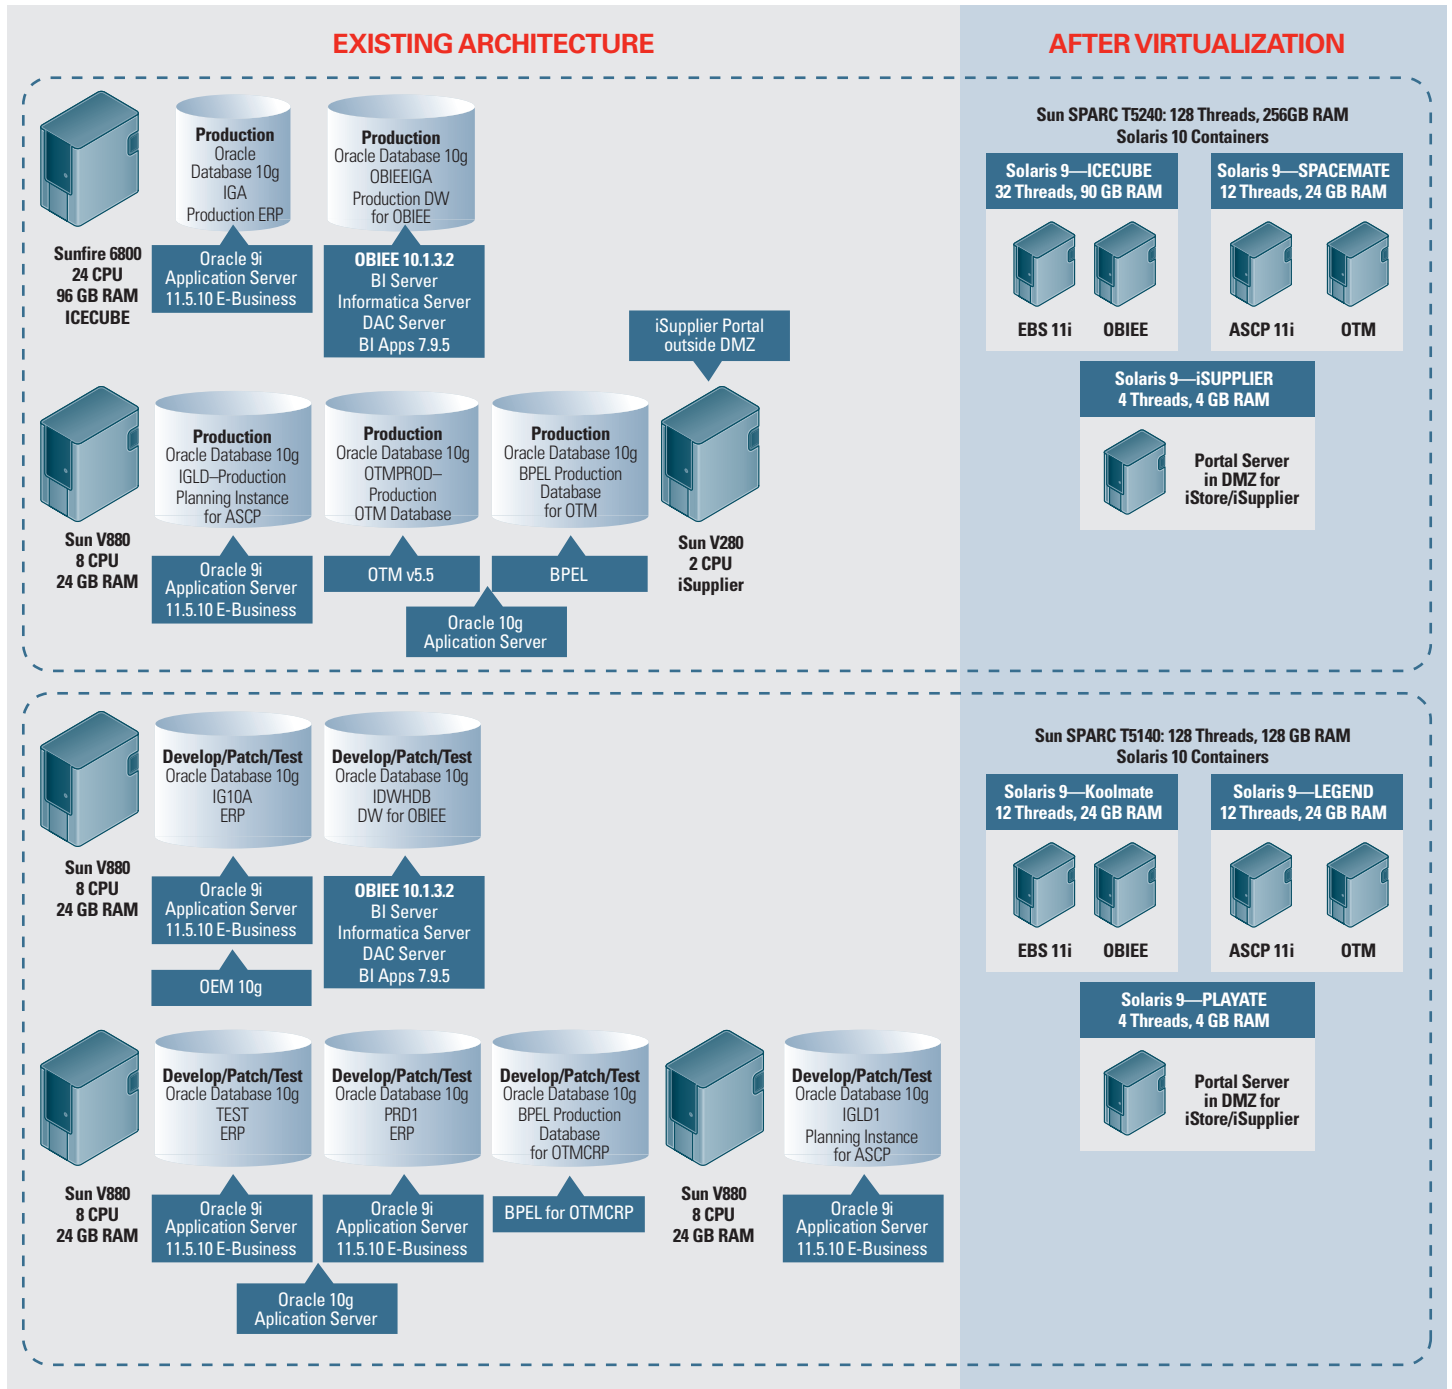 EXISTING ARCHITECTURE
AFTER VIRTUALIZATION
Sunfire 6800
24 CPU
96 GB RAM
ICECUBE
Production
Oracle
Database 10g
IGA
Production ERP
Oracle 9i
Application Server
11.5.10 E-Business
Production
Oracle Database 10g
OBIEEIGA
Production DW
for OBIEE
OBIEE 10.1.3.2
BI Server
Informatica Server
DAC Server
BI Apps 7.9.5
iSupplier Portal
outside DMZ
Sun V880
8 CPU
24 GB RAM
Production
Oracle Database 10g
IGLD–Production
Planning Instance
for ASCP
Oracle 9i
Application Server
11.5.10 E-Business
Production
Oracle Database 10g
OTMPROD–
Production
OTM Database
OTM v5.5
Production
Oracle Database 10g
BPEL Production
Database
for OTM
BPEL
Oracle 10g
Aplication Server
Sun V280
2 CPU
iSupplier
Sun SPARC T5240: 128 Threads, 256GB RAM
Solaris 10 Containers
Solaris 9—ICECUBE
32 Threads, 90 GB RAM
EBS 11i
OBIEE
Solaris 9—SPACEMATE
12 Threads, 24 GB RAM
ASCP 11i
OTM
Solaris 9—iSUPPLIER
4 Threads, 4 GB RAM
Portal Server
in DMZ for
iStore/iSupplier
Sun V880
8 CPU
24 GB RAM
Develop/Patch/Test
Oracle Database 10g
IG10A
ERP
Oracle 9i
Application Server
11.5.10 E-Business
OEM 10g
Develop/Patch/Test
Oracle Database 10g
IDWHDB
DW for OBIEE
OBIEE 10.1.3.2
BI Server
Informatica Server
DAC Server
BI Apps 7.9.5
Sun V880
8 CPU
24 GB RAM
Develop/Patch/Test
Oracle Database 10g
TEST
ERP
Oracle 9i
Application Server
11.5.10 E-Business
Develop/Patch/Test
Oracle Database 10g
PRD1
ERP
Oracle 9i
Application Server
11.5.10 E-Business
Oracle 10g
Aplication Server
Develop/Patch/Test
Oracle Database 10g
BPEL Production
Database
for OTMCRP
BPEL for OTMCRP
Sun V880
8 CPU
24 GB RAM
Develop/Patch/Test
Oracle Database 10g
IGLD1
Planning Instance
for ASCP
Oracle 9i
Application Server
11.5.10 E-Business
Sun SPARC T5140: 128 Threads, 128 GB RAM
Solaris 10 Containers
Solaris 9—Koolmate
12 Threads, 24 GB RAM
EBS 11i
OBIEE
Solaris 9—LEGEND
12 Threads, 24 GB RAM
ASCP 11i
OTM
Solaris 9—PLAYATE
4 Threads, 4 GB RAM
Portal Server
in DMZ for
iStore/iSupplier